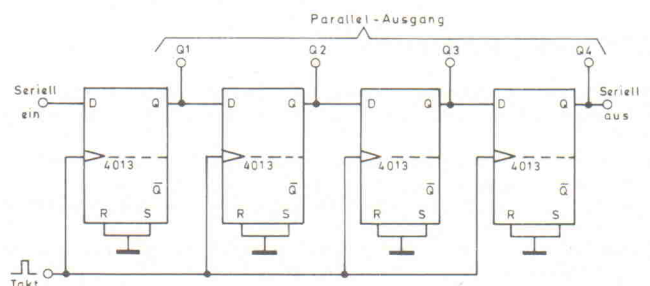 Parallel-Ausgang
Q1 Q2 Q3 Q4
Seriell ein
D Q D Q D Q D Q
Seriell aus
4013 4013 4013 4013
Q̅ Q̅ Q̅ Q̅
R S R S R S R S
Takt